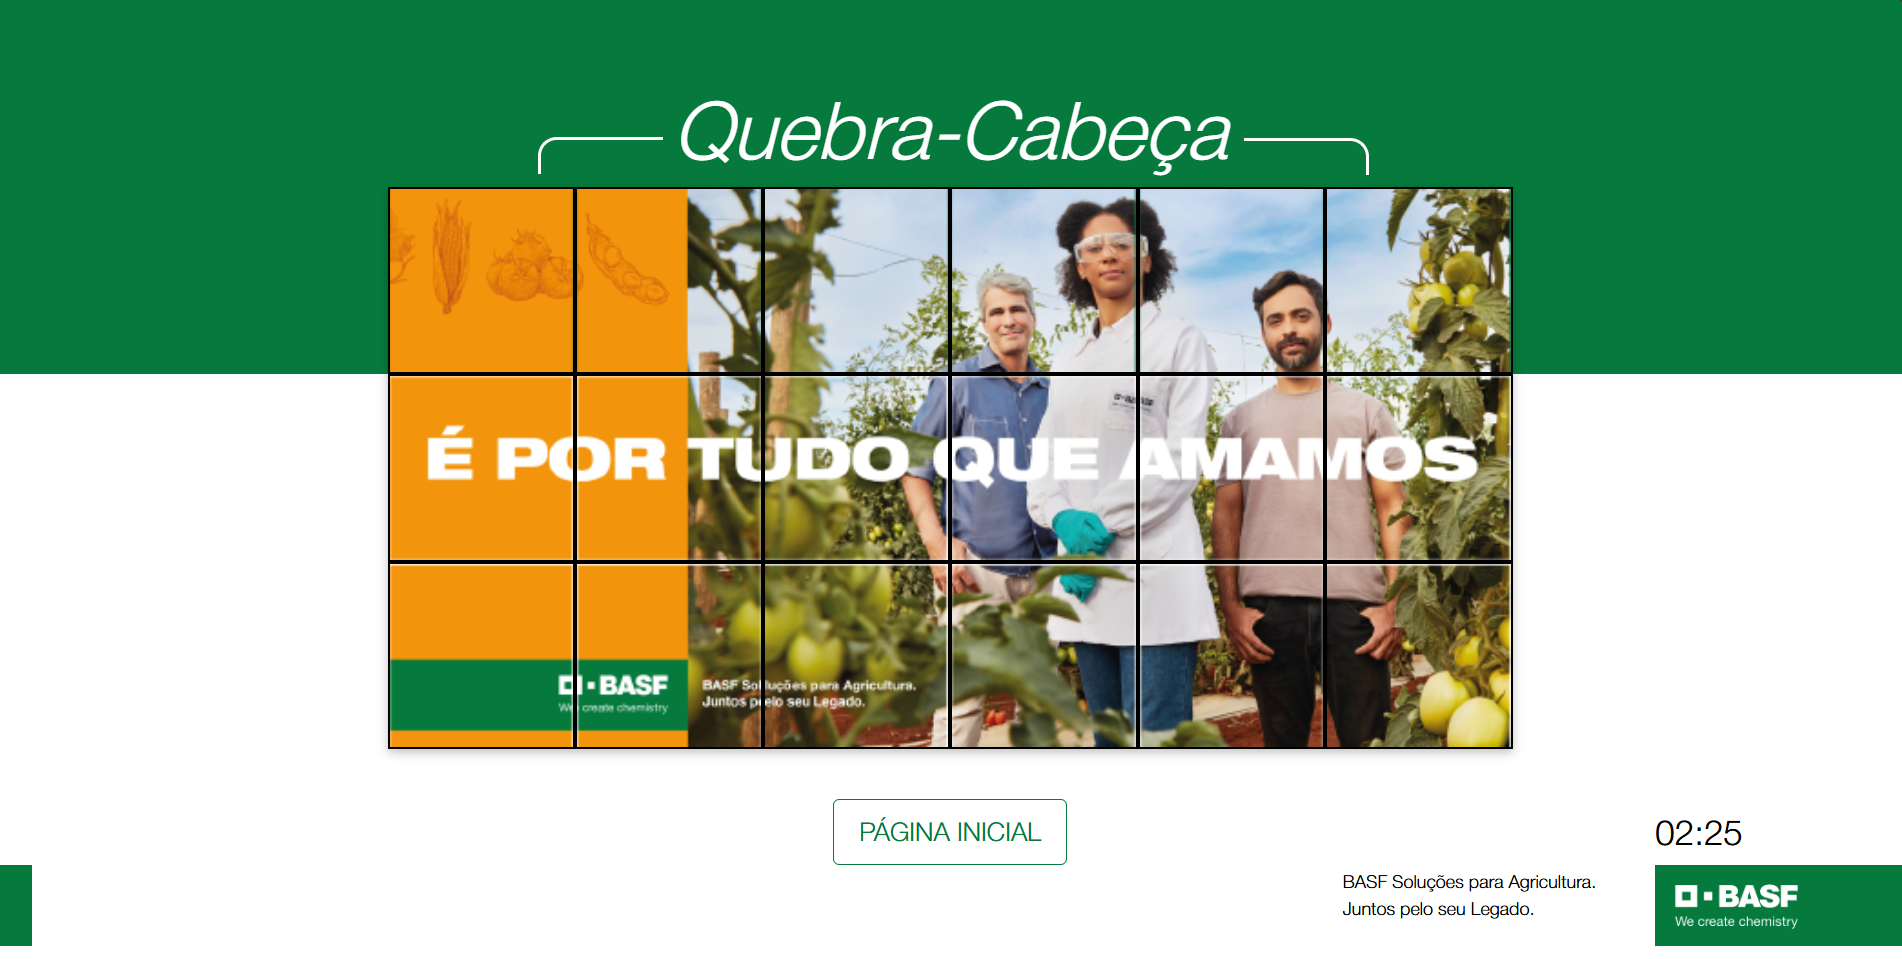 Quebra-Cabeça
BASF
É POR TUDO QUE AMAMOS
BASF
We create chemistry
BASF Soluções para Agricultura.
Juntos pelo seu Legado.
PÁGINA INICIAL
02:25
BASF Soluções para Agricultura.
Juntos pelo seu Legado.
BASF
We create chemistry